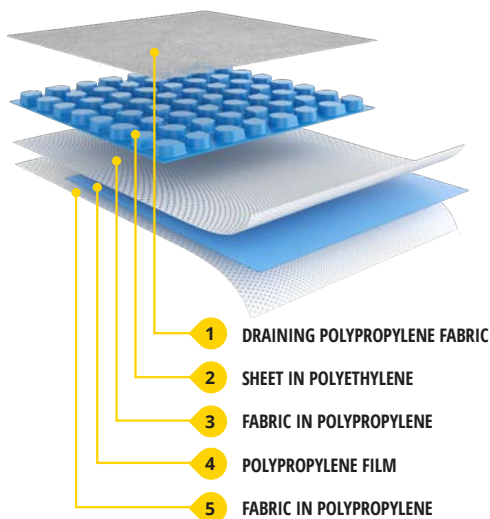 1 DRAINING POLYPROPYLENE FABRIC
2 SHEET IN POLYETHYLENE
3 FABRIC IN POLYPROPYLENE
4 POLYPROPYLENE FILM
5 FABRIC IN POLYPROPYLENE